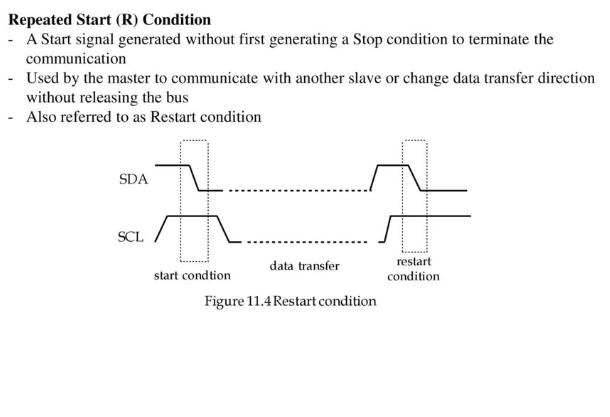 Repeated Start (R) Condition
- A Start signal generated without first generating a Stop condition to terminate the
communication
- Used by the master to communicate with another slave or change data transfer direction
without releasing the bus
- Also referred to as Restart condition
SDA
SCL
start condtion
data transfer
restart
condition
Figure 11.4 Restart condition